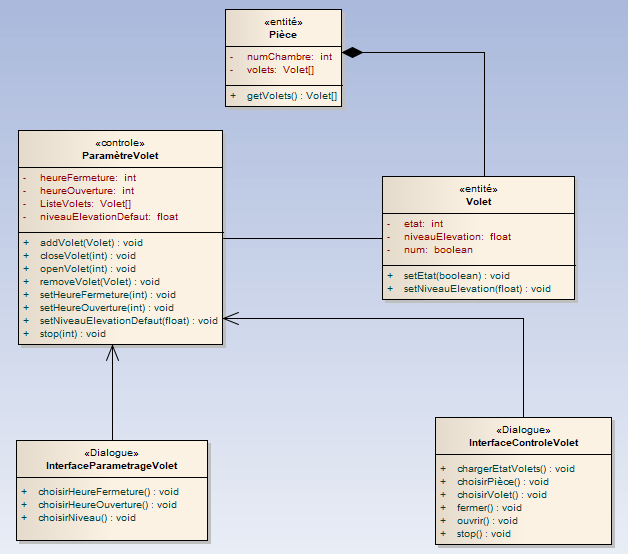 «entité»
Pièce
- numChambre: int
- volets: Volet[]
+ getVolets() : Volet[]
«controle»
ParamètreVolet
- heureFermeture: int
- heureOuverture: int
- ListeVolets: Volet[]
- niveauElevationDefaut: float
+ addVolet(Volet) : void
+ closeVolet(int) : void
+ openVolet(int) : void
+ removeVolet(Volet) : void
+ setHeureFermeture(int) : void
+ setHeureOuverture(int) : void
+ setNiveauElevationDefaut(float) : void
+ stop(int) : void
«entité»
Volet
- etat: int
- niveauElevation: float
- num: boolean
+ setEtat(boolean) : void
+ setNiveauElevation(float) : void
«Dialogue»
InterfaceParametrageVolet
+ choisirHeureFermeture() : void
+ choisirHeureOuverture() : void
+ choisirNiveau() : void
«Dialogue»
InterfaceControleVolet
+ chargerEtatVolets() : void
+ choisirPièce() : void
+ choisirVolet() : void
+ fermer() : void
+ ouvrir() : void
+ stop() : void